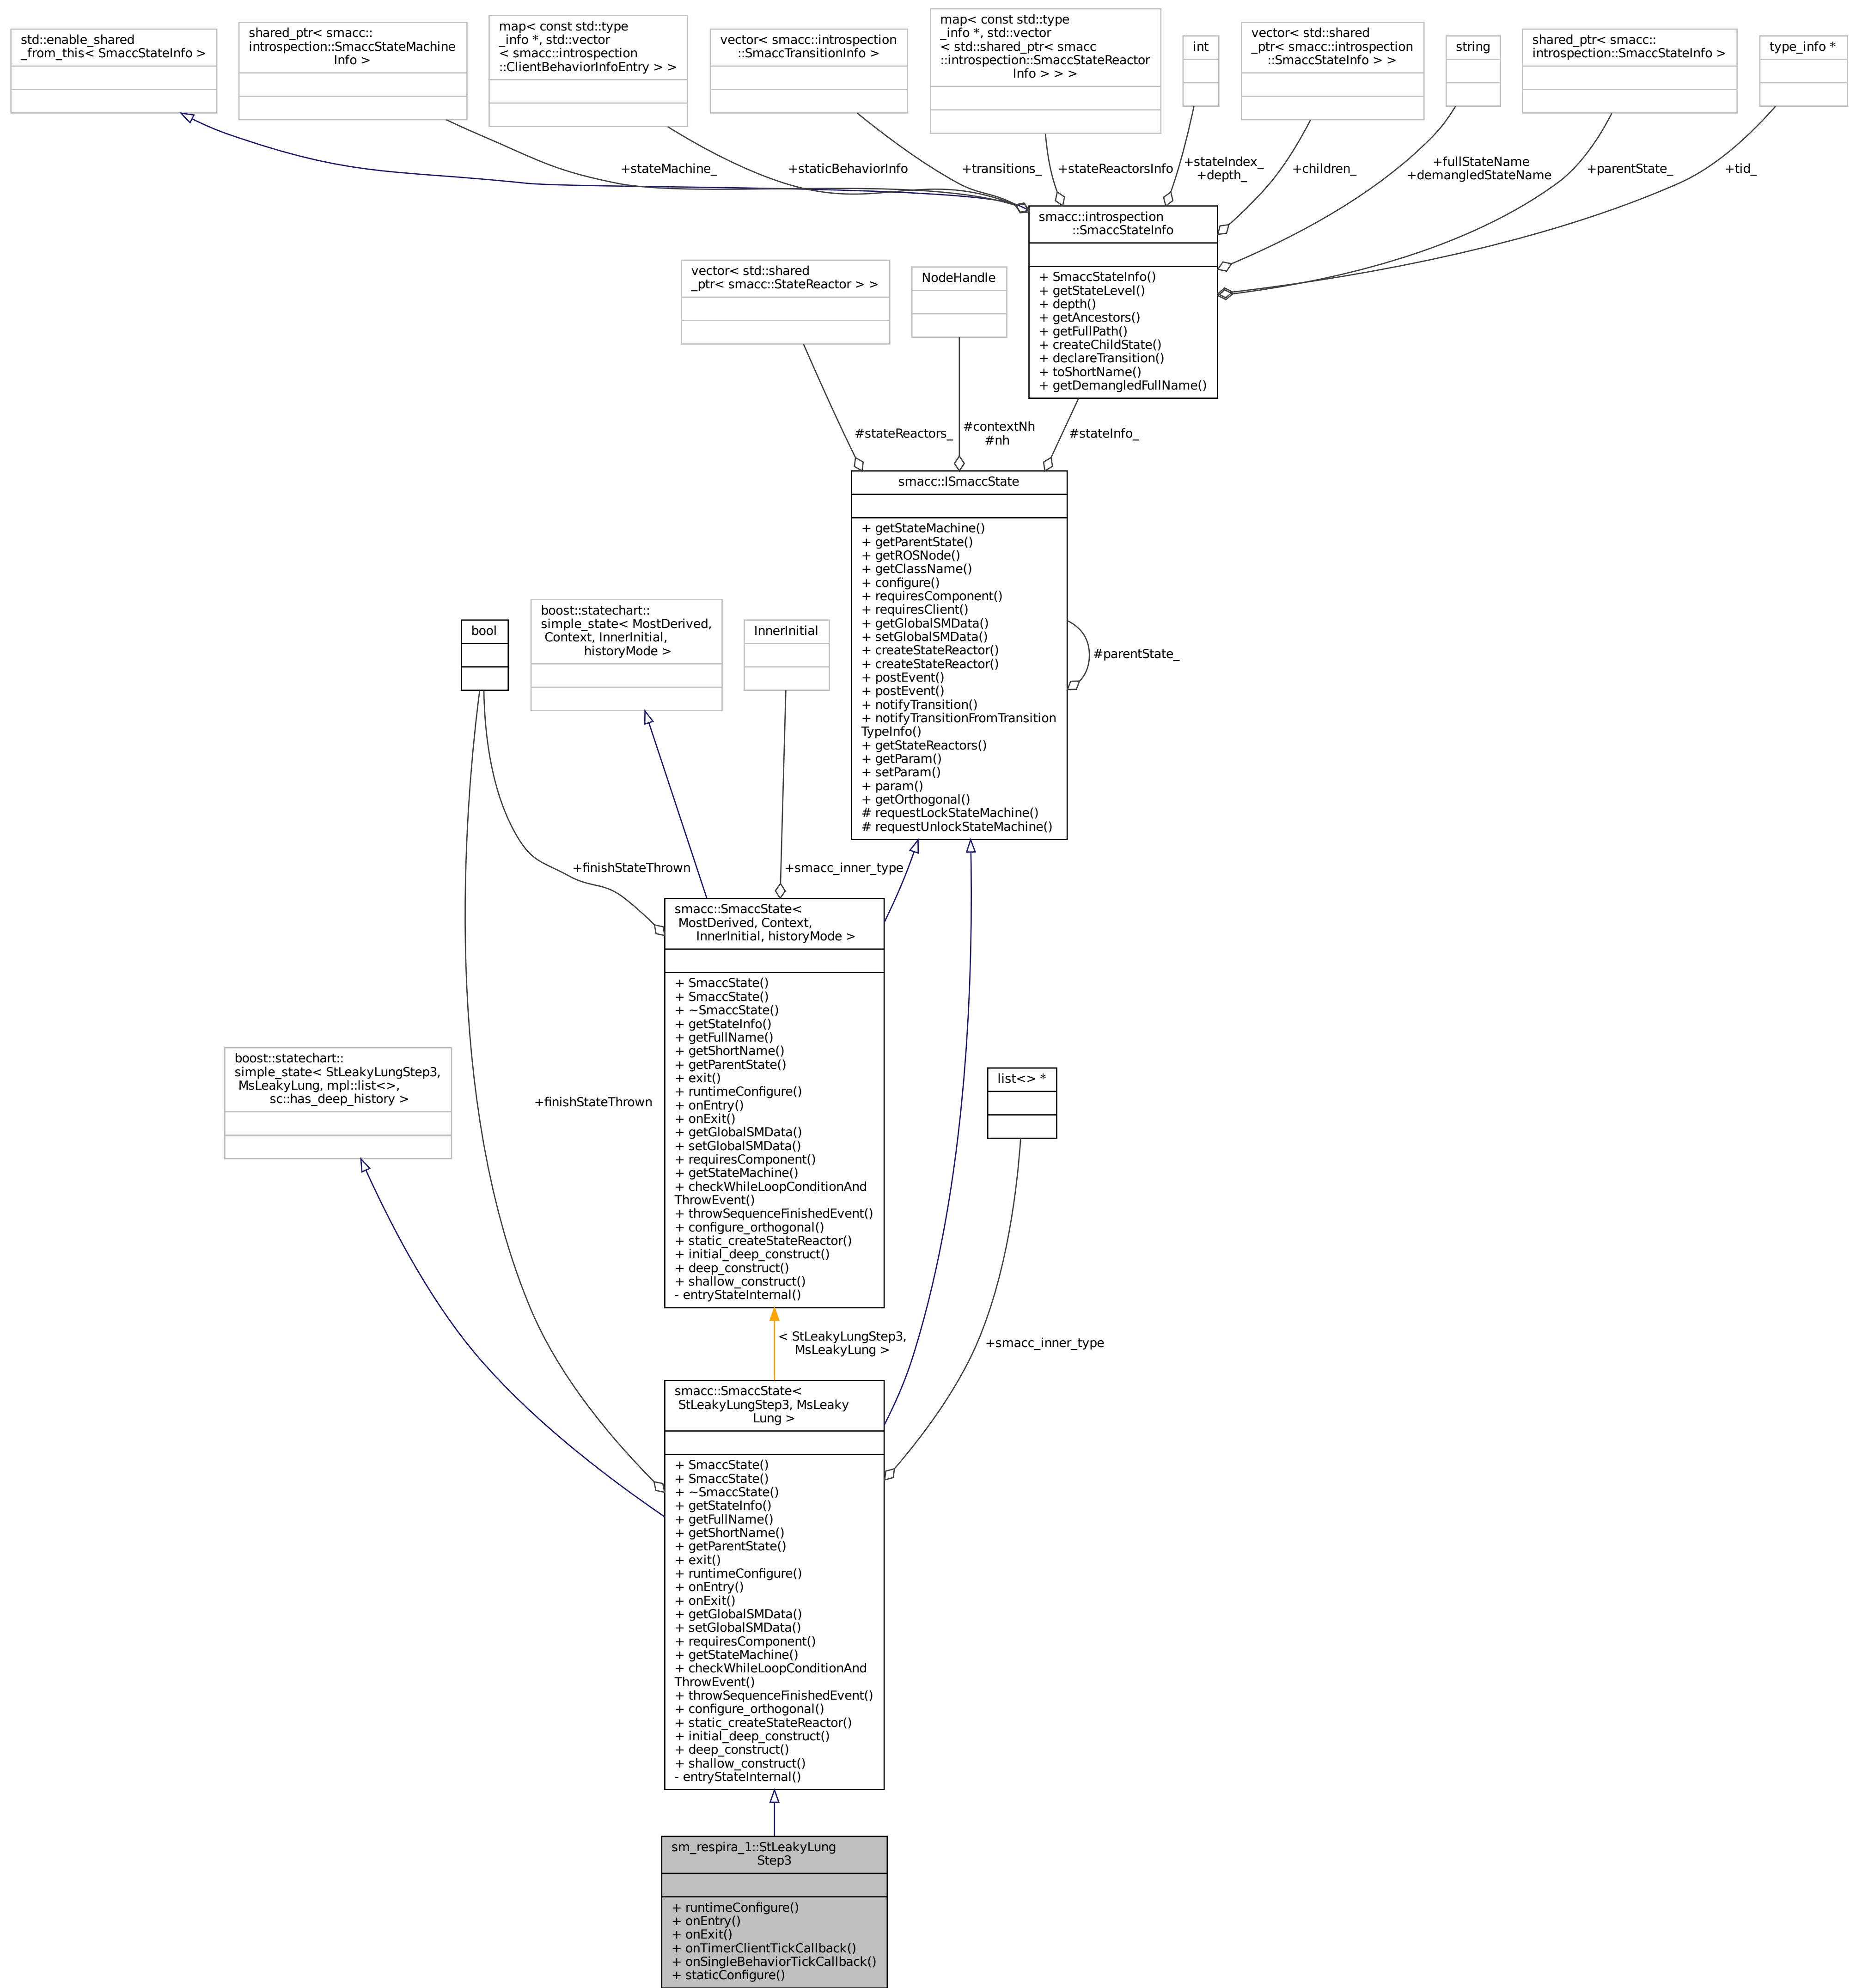 std::enable_shared
_from_this< SmaccStateInfo >
shared_ptr< smacc::
introspection::SmaccStateMachine
Info >
map< const std::type
_info *, std::vector
< smacc::introspection
::ClientBehaviorInfoEntry > >
vector< smacc::introspection
::SmaccTransitionInfo >
map< const std::type
_info *, std::vector
< std::shared_ptr< smacc
::introspection::SmaccStateReactor
Info > > >
int
vector< std::shared
_ptr< smacc::introspection
::SmaccStateInfo > >
string
shared_ptr< smacc::
introspection::SmaccStateInfo >
type_info *
+stateMachine_
+staticBehaviorInfo
+transitions_
+stateReactorsInfo
+stateIndex_
+depth_
+children_
+fullStateName
+demangledStateName
+parentState_
+tid_
smacc::introspection
::SmaccStateInfo
+ SmaccStateInfo()
+ getStateLevel()
+ depth()
+ getAncestors()
+ getFullPath()
+ createChildState()
+ declareTransition()
+ toShortName()
+ getDemangledFullName()
vector< std::shared
_ptr< smacc::StateReactor > >
NodeHandle
#stateReactors_
#contextNh
#nh
#stateInfo_
smacc::ISmaccState
+ getStateMachine()
+ getParentState()
+ getROSNode()
+ getClassName()
+ configure()
+ requiresComponent()
+ requiresClient()
+ getGlobalSMData()
+ setGlobalSMData()
+ createStateReactor()
+ createStateReactor()
+ postEvent()
+ postEvent()
+ notifyTransition()
+ notifyTransitionFromTransition
TypeInfo()
+ getStateReactors()
+ getParam()
+ setParam()
+ param()
+ getOrthogonal()
# requestLockStateMachine()
# requestUnlockStateMachine()
#parentState_
bool
boost::statechart::
simple_state< MostDerived,
Context, InnerInitial,
historyMode >
InnerInitial
+finishStateThrown
+smacc_inner_type
smacc::SmaccState<
MostDerived, Context,
InnerInitial, historyMode >
+ SmaccState()
+ SmaccState()
+ ~SmaccState()
+ getStateInfo()
+ getFullName()
+ getShortName()
+ getParentState()
+ exit()
+ runtimeConfigure()
+ onEntry()
+ onExit()
+ getGlobalSMData()
+ setGlobalSMData()
+ requiresComponent()
+ getStateMachine()
+ checkWhileLoopConditionAnd
ThrowEvent()
+ throwSequenceFinishedEvent()
+ configure_orthogonal()
+ static_createStateReactor()
+ initial_deep_construct()
+ deep_construct()
+ shallow_construct()
- entryStateInternal()
boost::statechart::
simple_state< StLeakyLungStep3,
MsLeakyLung, mpl::list<>,
sc::has_deep_history >
+finishStateThrown
list<> *
< StLeakyLungStep3,
MsLeakyLung >
+smacc_inner_type
smacc::SmaccState<
StLeakyLungStep3, MsLeaky
Lung >
+ SmaccState()
+ SmaccState()
+ ~SmaccState()
+ getStateInfo()
+ getFullName()
+ getShortName()
+ getParentState()
+ exit()
+ runtimeConfigure()
+ onEntry()
+ onExit()
+ getGlobalSMData()
+ setGlobalSMData()
+ requiresComponent()
+ getStateMachine()
+ checkWhileLoopConditionAnd
ThrowEvent()
+ throwSequenceFinishedEvent()
+ configure_orthogonal()
+ static_createStateReactor()
+ initial_deep_construct()
+ deep_construct()
+ shallow_construct()
- entryStateInternal()
sm_respira_1::StLeakyLung
Step3
+ runtimeConfigure()
+ onEntry()
+ onExit()
+ onTimerClientTickCallback()
+ onSingleBehaviorTickCallback()
+ staticConfigure()